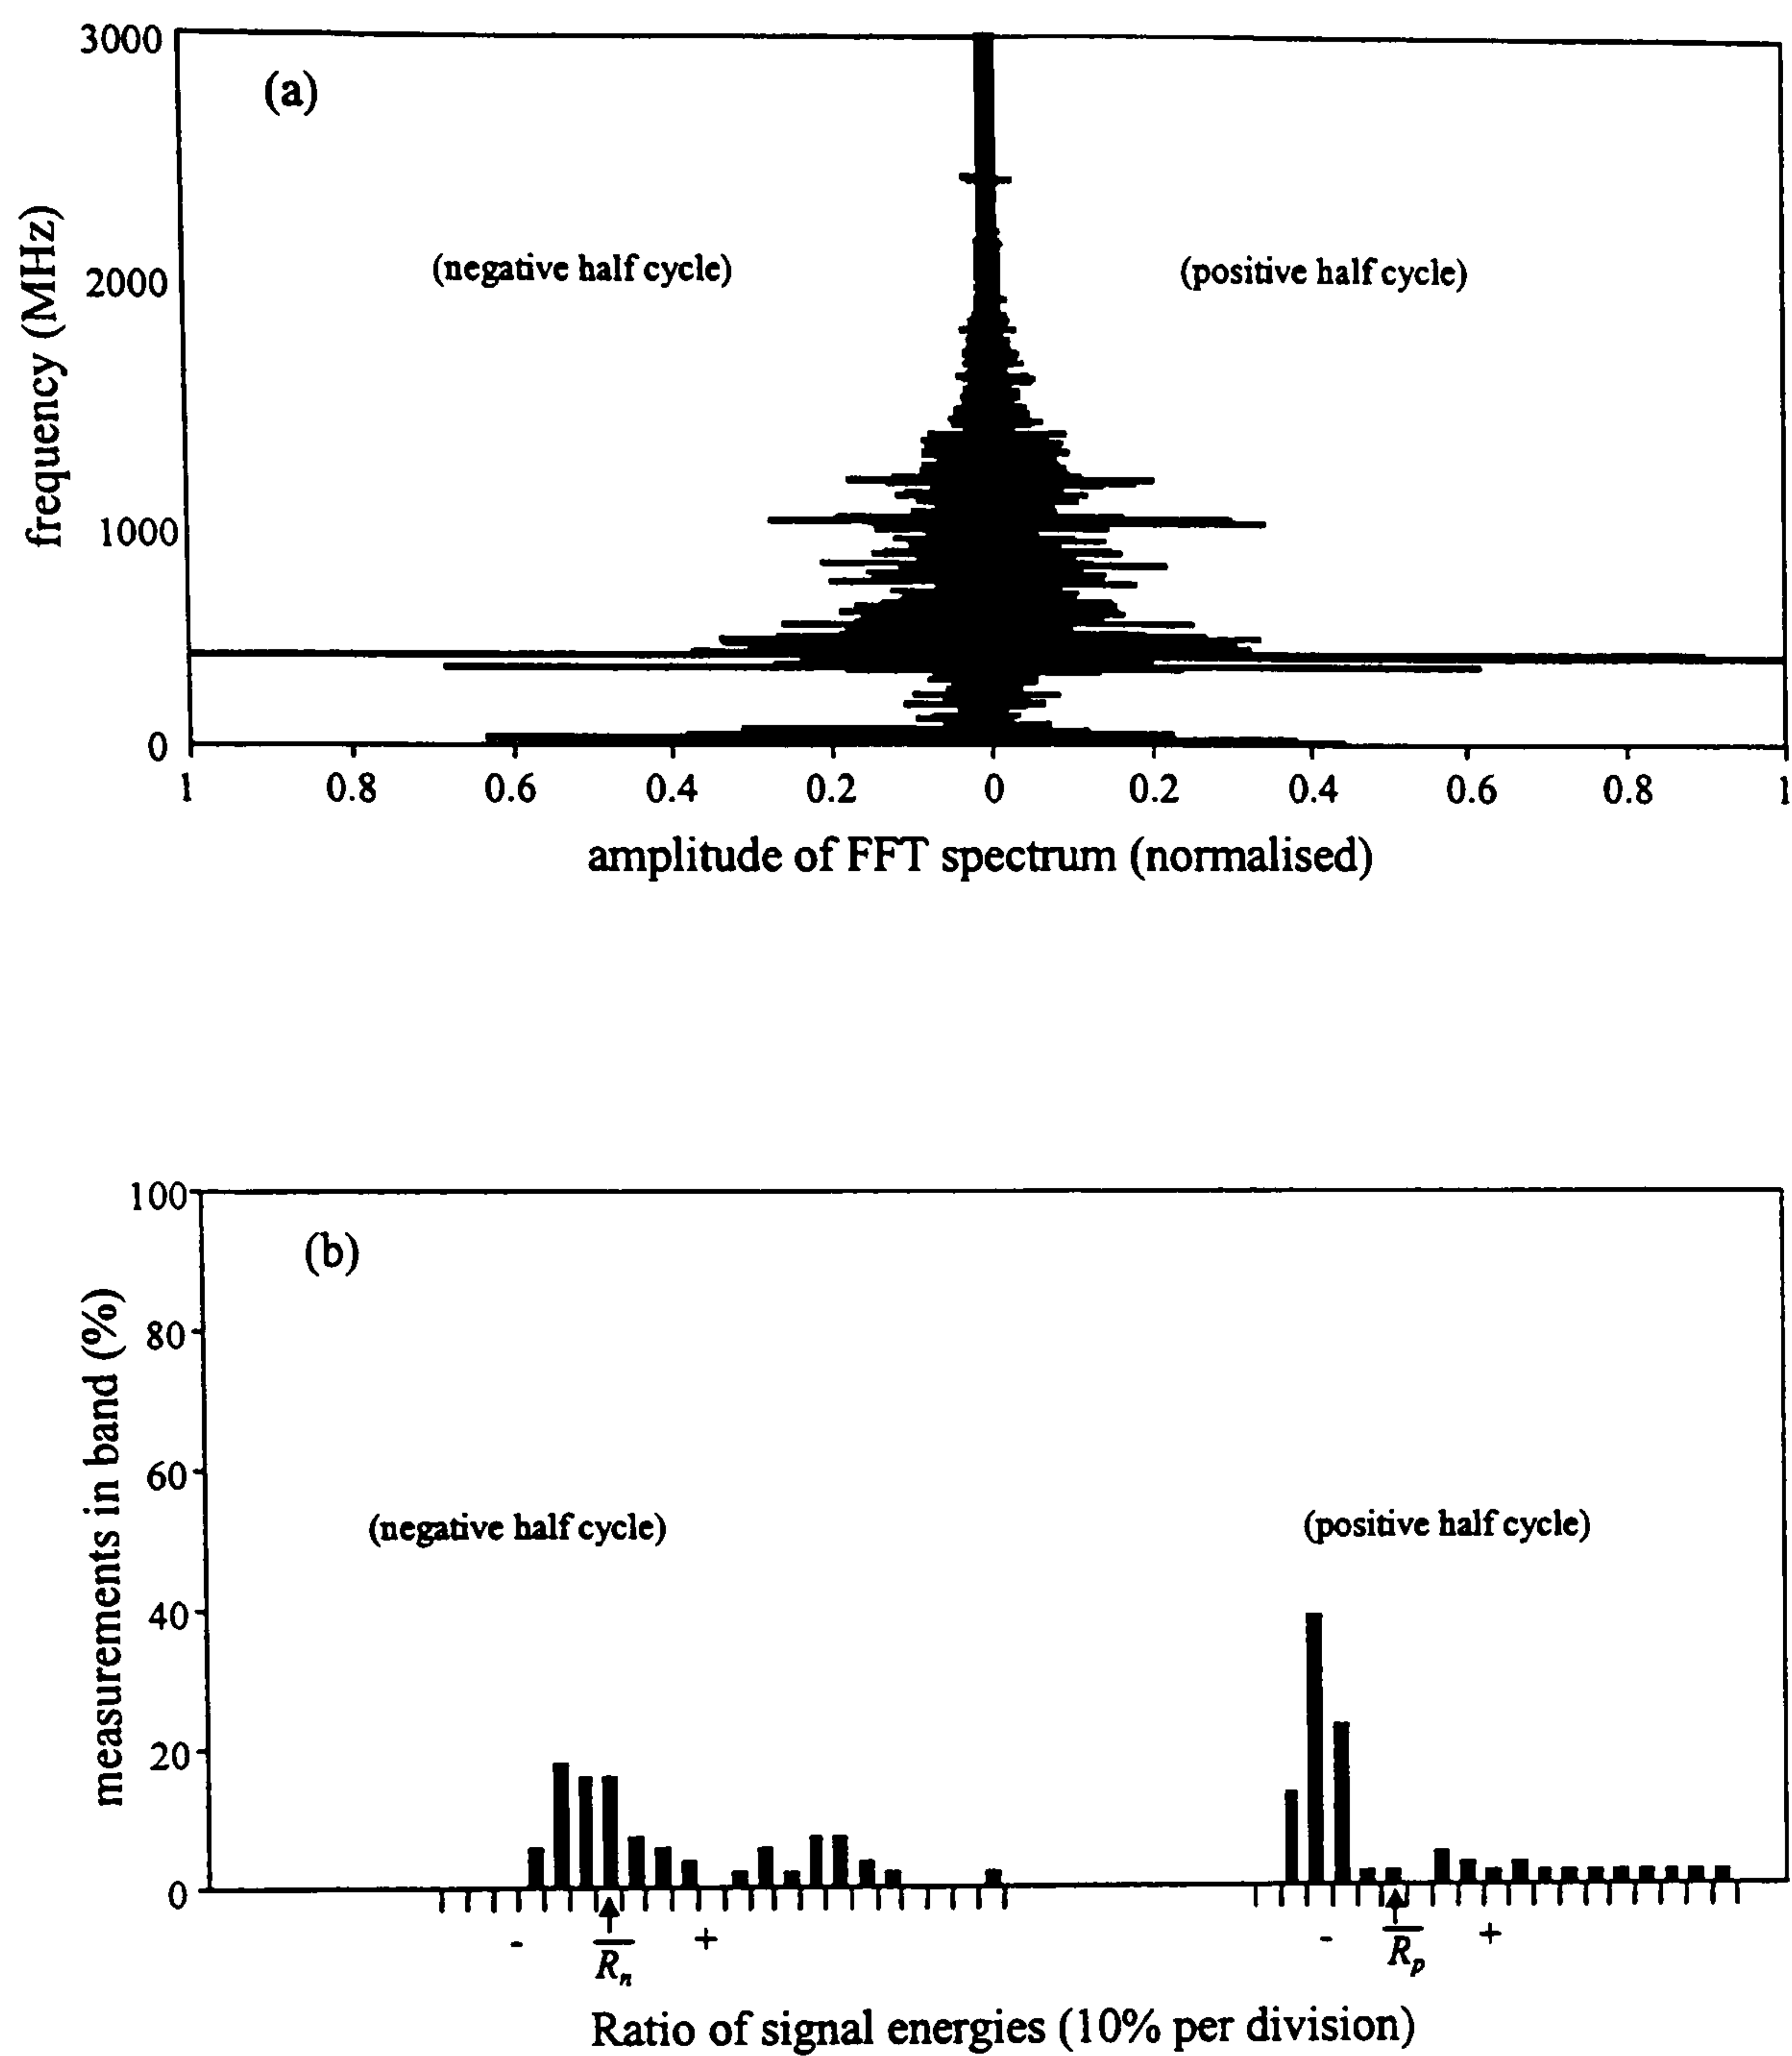 3000
(a)
(negative half cycle)
(positive half cycle)
2000
1000
0
frequency (MHz)
1 0.8 0.6 0.4 0.2 0 0.2 0.4 0.6 0.8 1
amplitude of FFT spectrum (normalised)
100
(b)
80
60
(negative half cycle)
(positive half cycle)
40
20
0
measurements in band (%)
- R̅n + - R̅p +
Ratio of signal energies (10% per division)